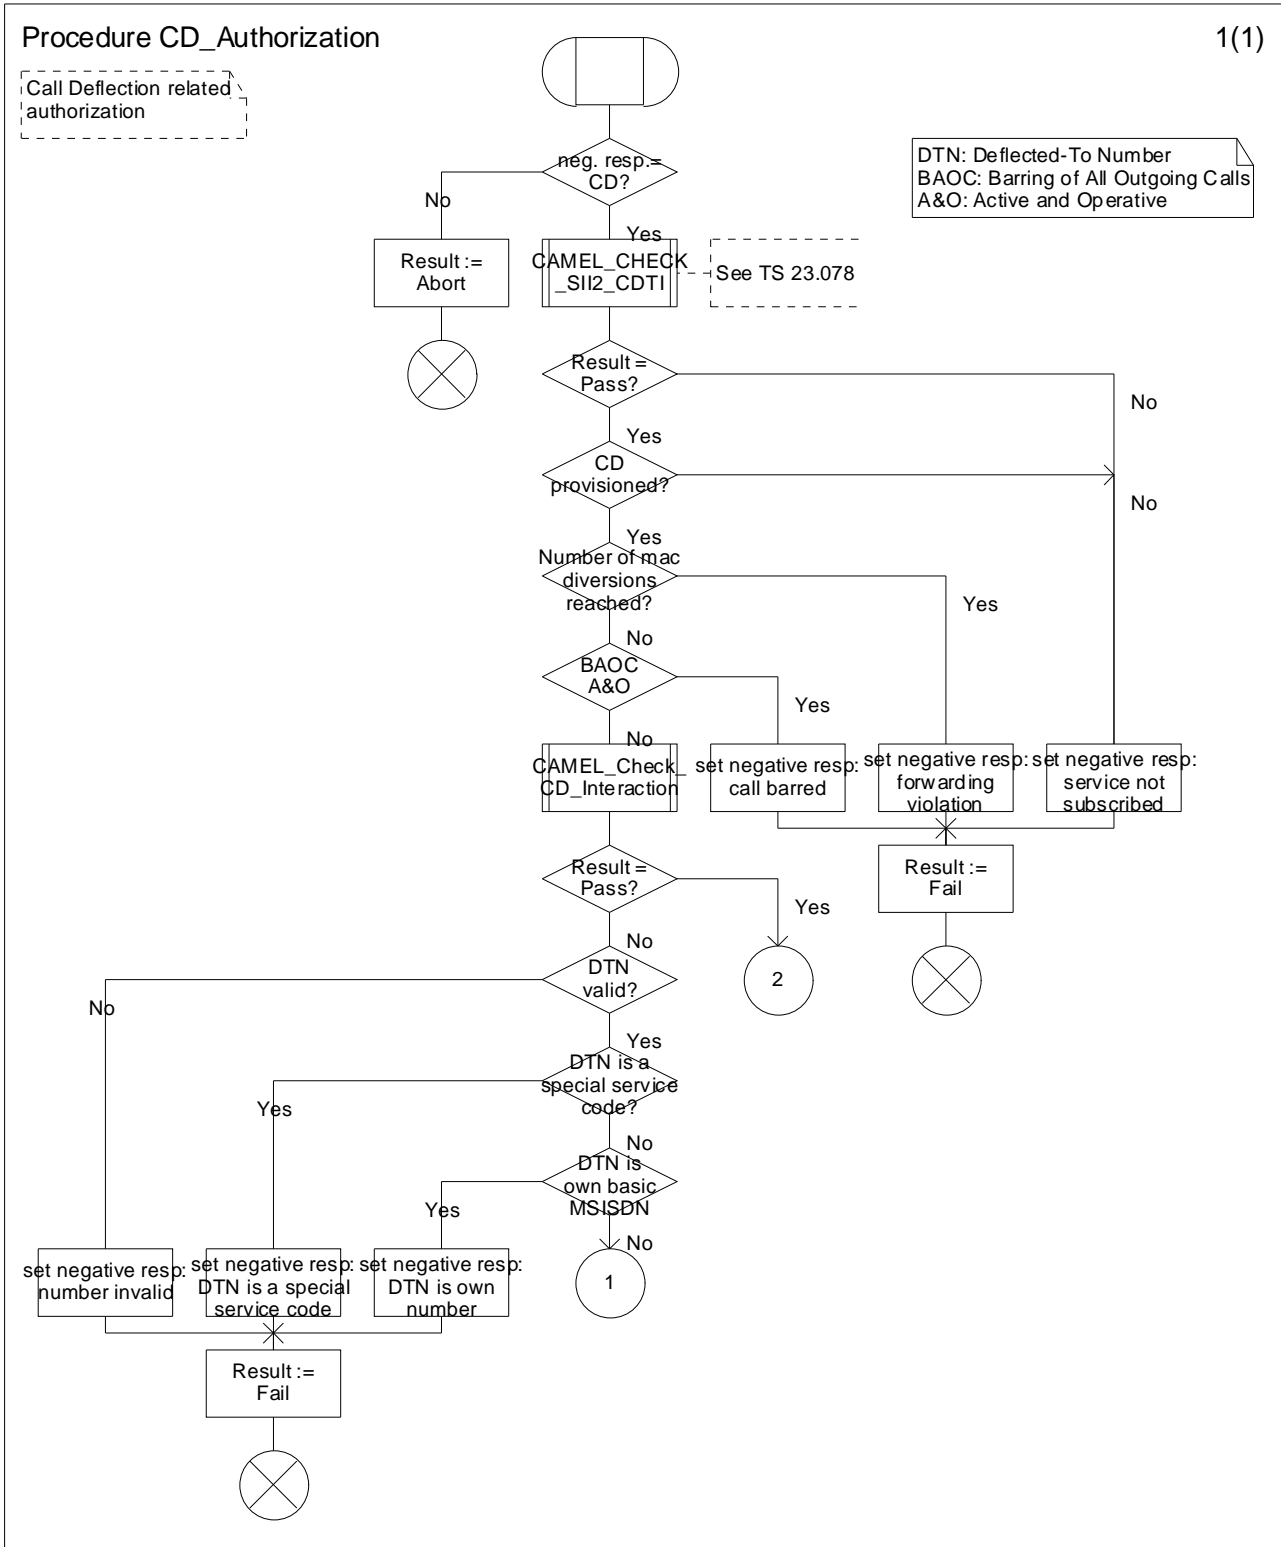 Procedure CD_Authorization
1(1)
Call Deflection related
authorization
DTN: Deflected-To Number
BAOC: Barring of All Outgoing Calls
A&O: Active and Operative
neg. resp.=
CD?
No
Yes
Result :=
Abort
CAMEL_CHECK
_SII2_CDTI
See TS 23.078
Result =
Pass?
No
Yes
CD
provisioned?
No
Yes
Number of mac
diversions
reached?
Yes
No
BAOC
A&O
Yes
No
CAMEL_Check_
CD_Interaction
set negative resp:
call barred
set negative resp:
forwarding
violation
set negative resp:
service not
subscribed
Result =
Pass?
Yes
Result :=
Fail
No
DTN
valid?
2
No
Yes
DTN is a
special service
code?
Yes
No
DTN is
own basic
MSISDN
Yes
No
set negative resp:
number invalid
set negative resp:
DTN is a special
service code
set negative resp:
DTN is own
number
1
Result :=
Fail